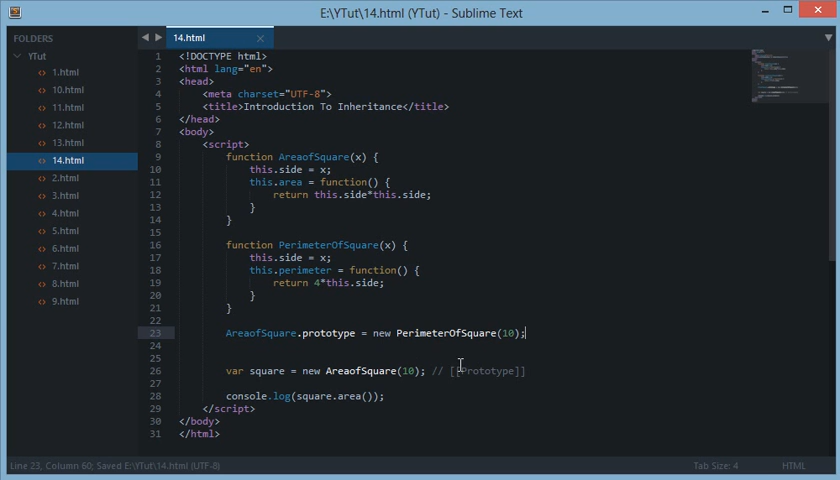 E:\YTut\14.html (YTut) - Sublime Text
FOLDERS
YTut
1.html
10.html
11.html
12.html
13.html
14.html
2.html
3.html
4.html
5.html
6.html
7.html
8.html
9.html
14.html
1 <!DOCTYPE html>
2 <html lang="en">
3 <head>
4 <meta charset="UTF-8">
5 <title>Introduction To Inheritance</title>
6 </head>
7 <body>
8 <script>
9 function AreaofSquare(x) {
10 this.side = x;
11 this.area = function() {
12 return this.side*this.side;
13 }
14 }
15
16 function PerimeterOfSquare(x) {
17 this.side = x;
18 this.perimeter = function() {
19 return 4*this.side;
20 }
21 }
22
23 AreaofSquare.prototype = new PerimeterOfSquare(10);
24
25
26 var square = new AreaofSquare(10); // [[Prototype]]
27
28 console.log(square.area());
29 </script>
30 </body>
31 </html>
Line 23, Column 60; Saved E:\YTut\14.html (UTF-8)
Tab Size: 4
HTML